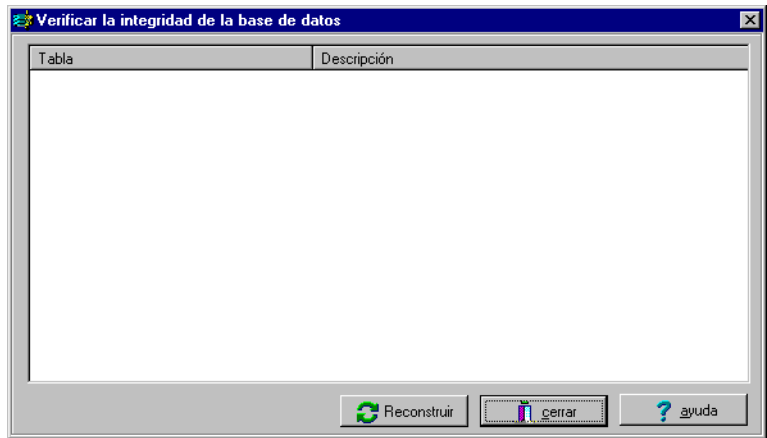 Verificar la integridad de la base de datos
Tabla Descripción
Reconstruir cerrar ayuda